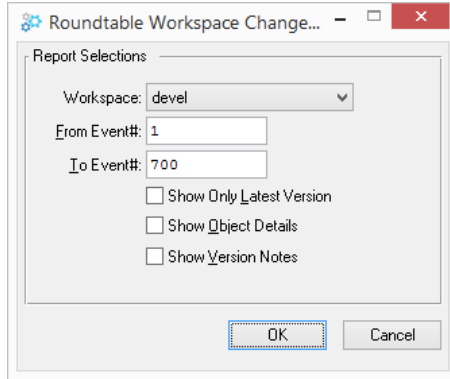 Roundtable Workspace Change...
Report Selections
Workspace: devel
From Event#: 1
To Event#: 700
Show Only Latest Version
Show Object Details
Show Version Notes
OK Cancel